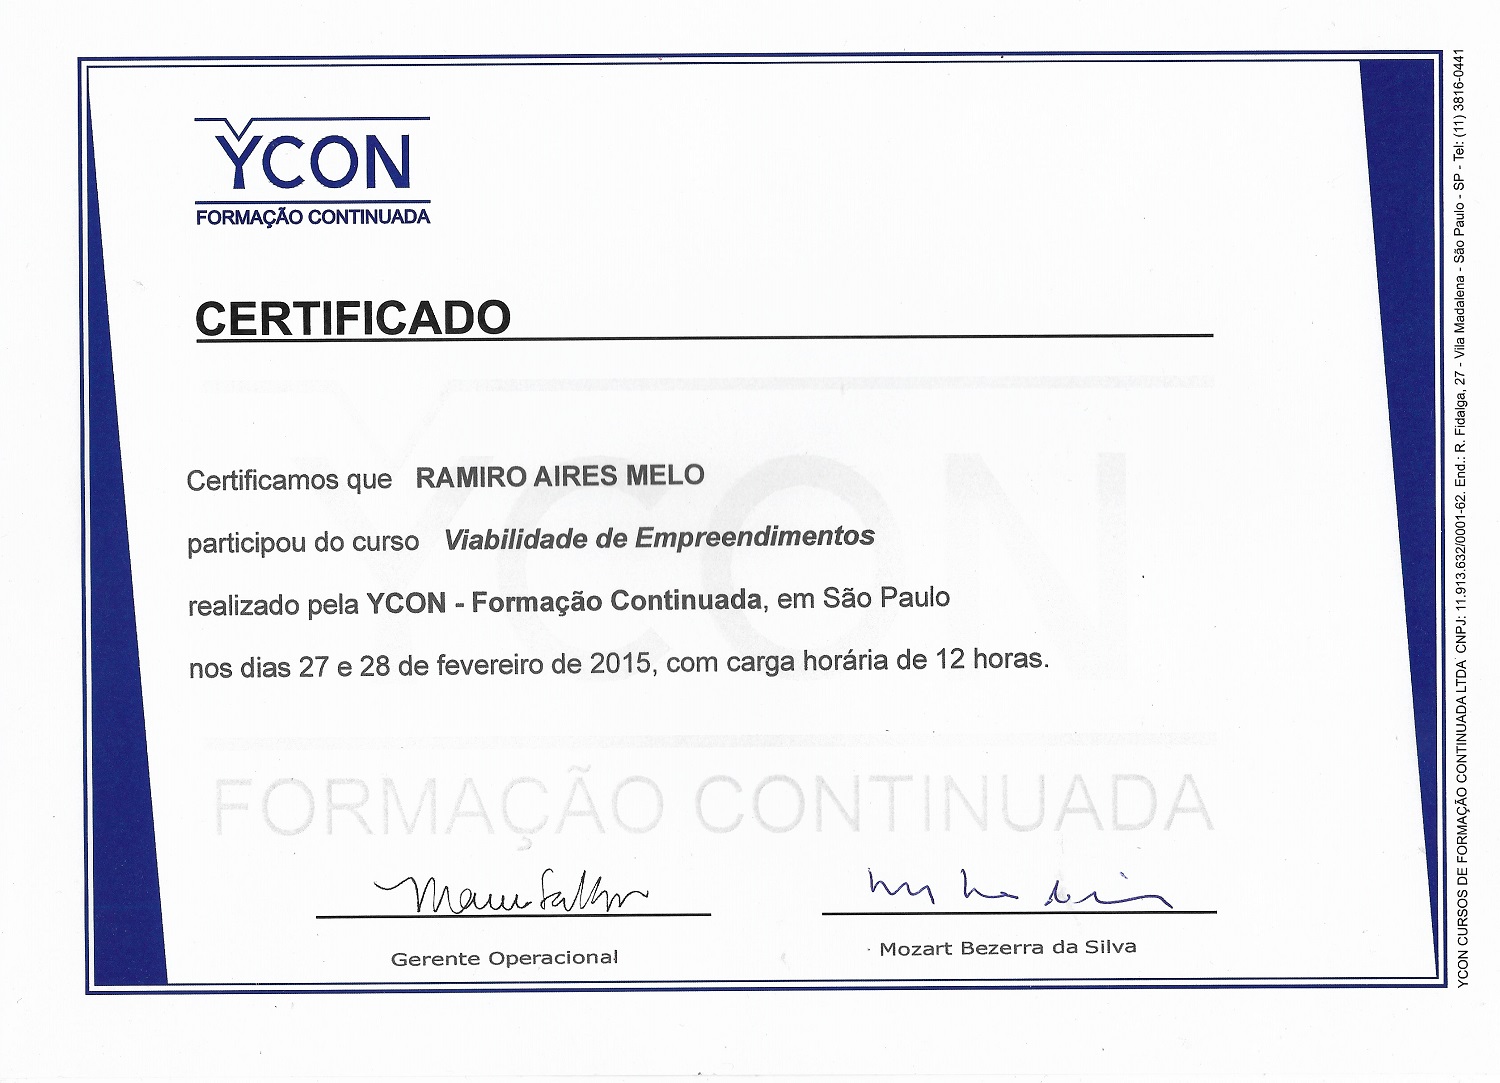 YCON
FORMAÇÃO CONTINUADA
CERTIFICADO
Certificamos que RAMIRO AIRES MELO
participou do curso Viabilidade de Empreendimentos
realizado pela YCON - Formação Continuada, em São Paulo
nos dias 27 e 28 de fevereiro de 2015, com carga horária de 12 horas.
YCON
FORMAÇÃO CONTINUADA
Gerente Operacional
Mozart Bezerra da Silva
YCON CURSOS DE FORMAÇÃO CONTINUADA LTDA CNPJ: 11.913.632/0001-62. End.: R. Fidalga, 27 - Vila Madalena - São Paulo - SP - Tel: (11) 3816-0441